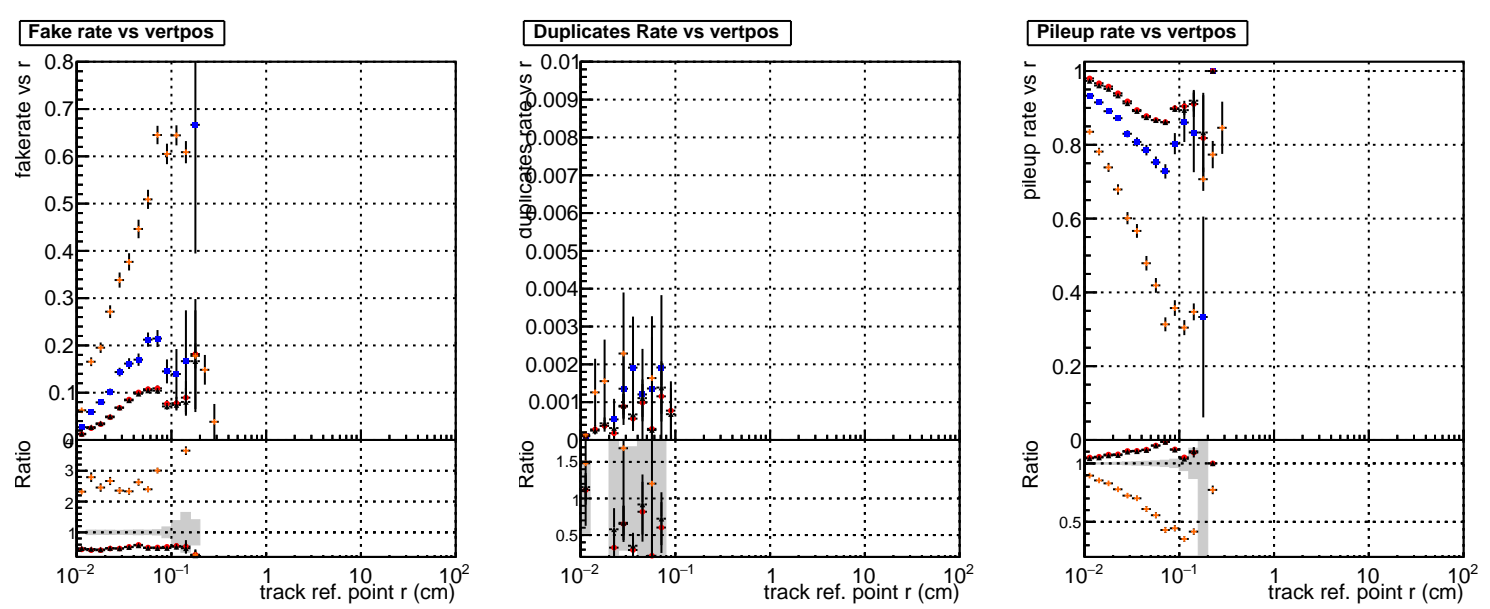 Fake rate vs vertpos
fakerate vs r
0.8
0.7
0.6
0.5
0.4
0.3
0.2
0.1
0
Ratio
3
2
1
10⁻² 10⁻¹ 1 10 10²
track ref. point r (cm)
Duplicates Rate vs vertpos
duplicates rate vs r
0.01
0.009
0.008
0.007
0.006
0.005
0.004
0.003
0.002
0.001
0
Ratio
1.5
1
0.5
10⁻² 10⁻¹ 1 10 10²
track ref. point r (cm)
Pileup rate vs vertpos
pileup rate vs r
1
0.8
0.6
0.4
0.2
0
Ratio
1
0.5
10⁻² 10⁻¹ 1 10 10²
track ref. point r (cm)